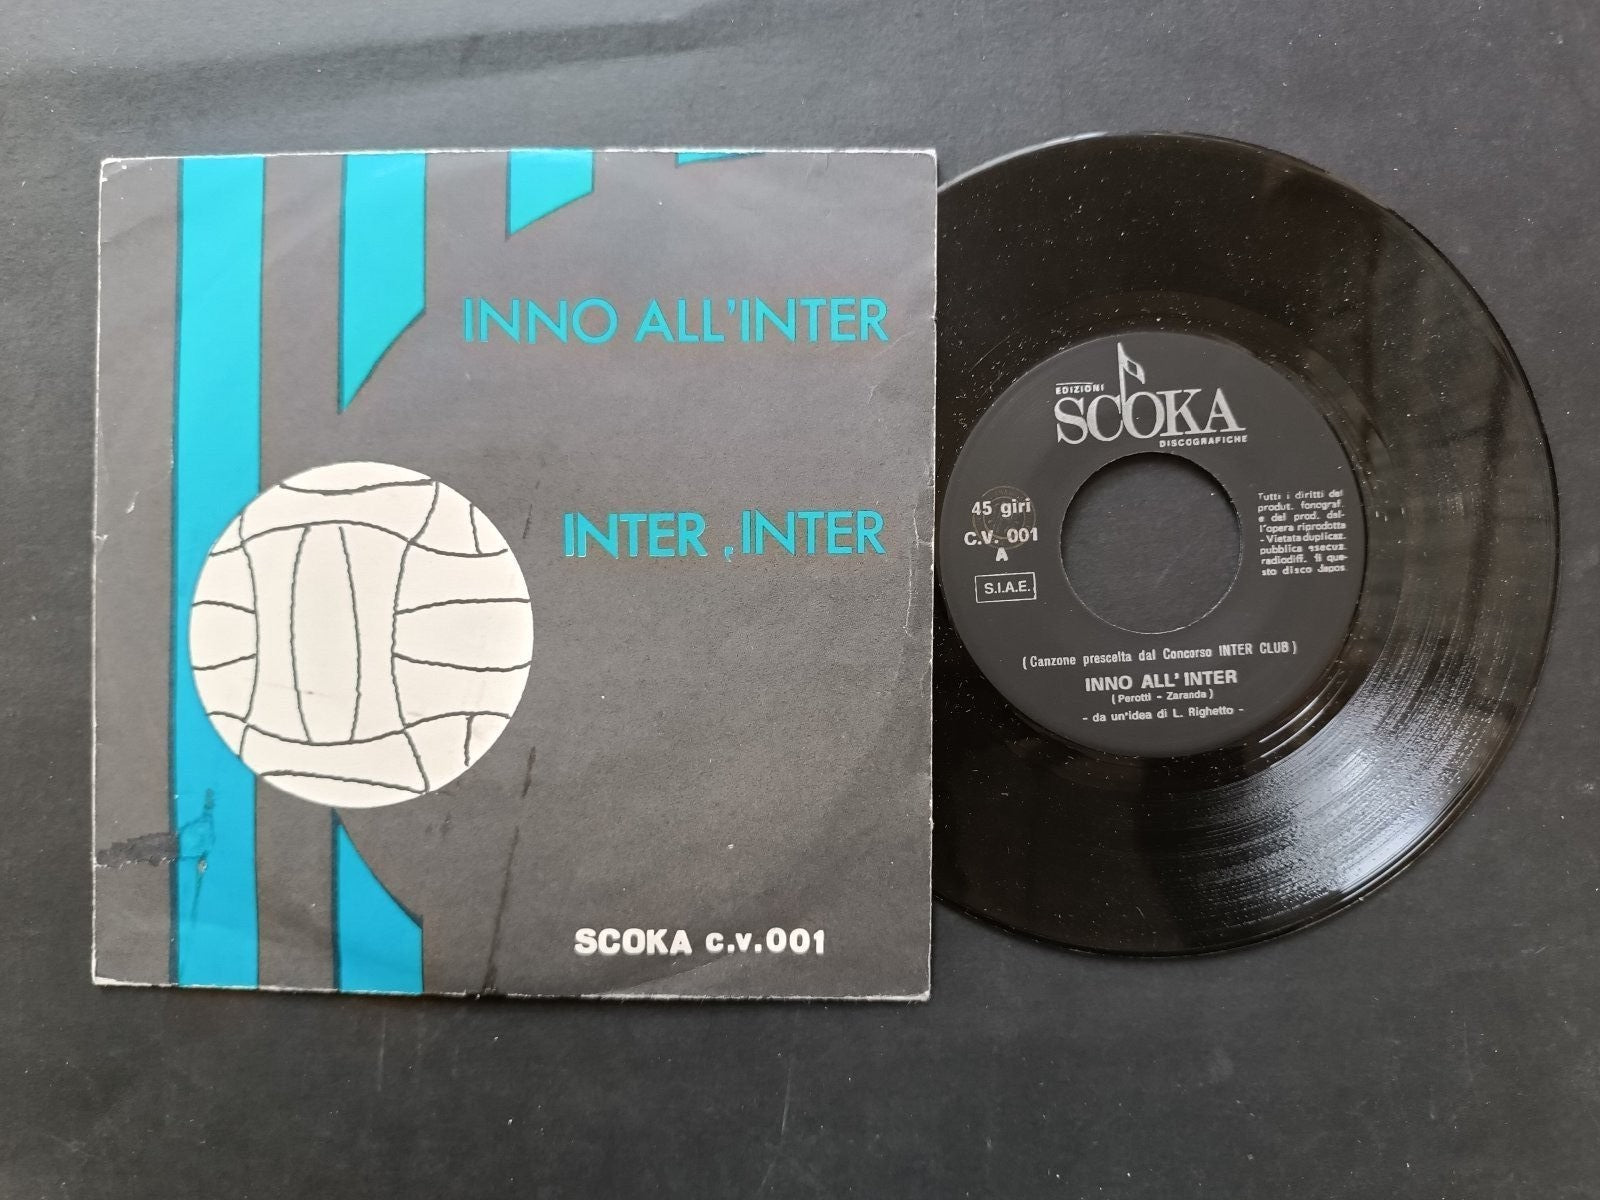 INNO ALL'INTER
INTER , INTER
SCOKA c.v.001
EDIZIONI
SCOKA
DISCOGRAFICHE
45 giri
C.V. 001
A
S.I.A.E.
Tutti i diritti del
produt. fonograf.
e del prod. del-
l'opera riprodotta
- Vietata duplicaz.
pubblica esecuz.
radiodiff. di que-
sto disco
(Canzone prescelta dal Concorso INTER CLUB)
INNO ALL' INTER
(Perotti - Zaranda)
- da un'idea di L. Righetto -